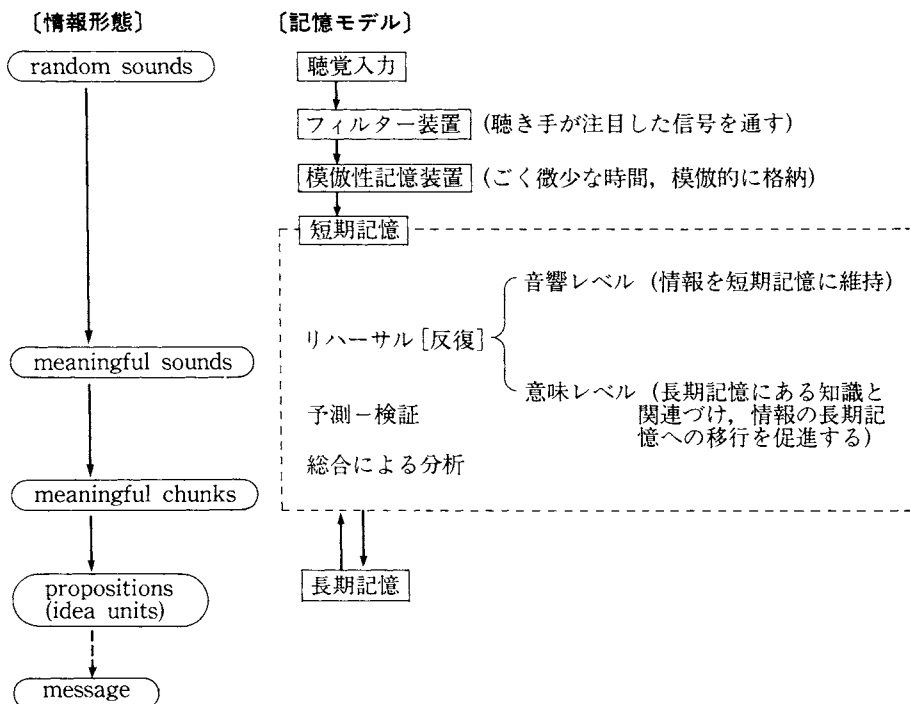 〔情報形態〕
random sounds
meaningful sounds
meaningful chunks
propositions
(idea units)
message
〔記憶モデル〕
聴覚入力
フィルター装置 (聴き手が注目した信号を通す)
模倣性記憶装置 (ごく微少な時間, 模倣的に格納)
短期記憶
リハーサル [反復]
音響レベル (情報を短期記憶に維持)
意味レベル (長期記憶にある知識と
関連づけ, 情報の長期記
憶への移行を促進する)
予測－検証
総合による分析
長期記憶